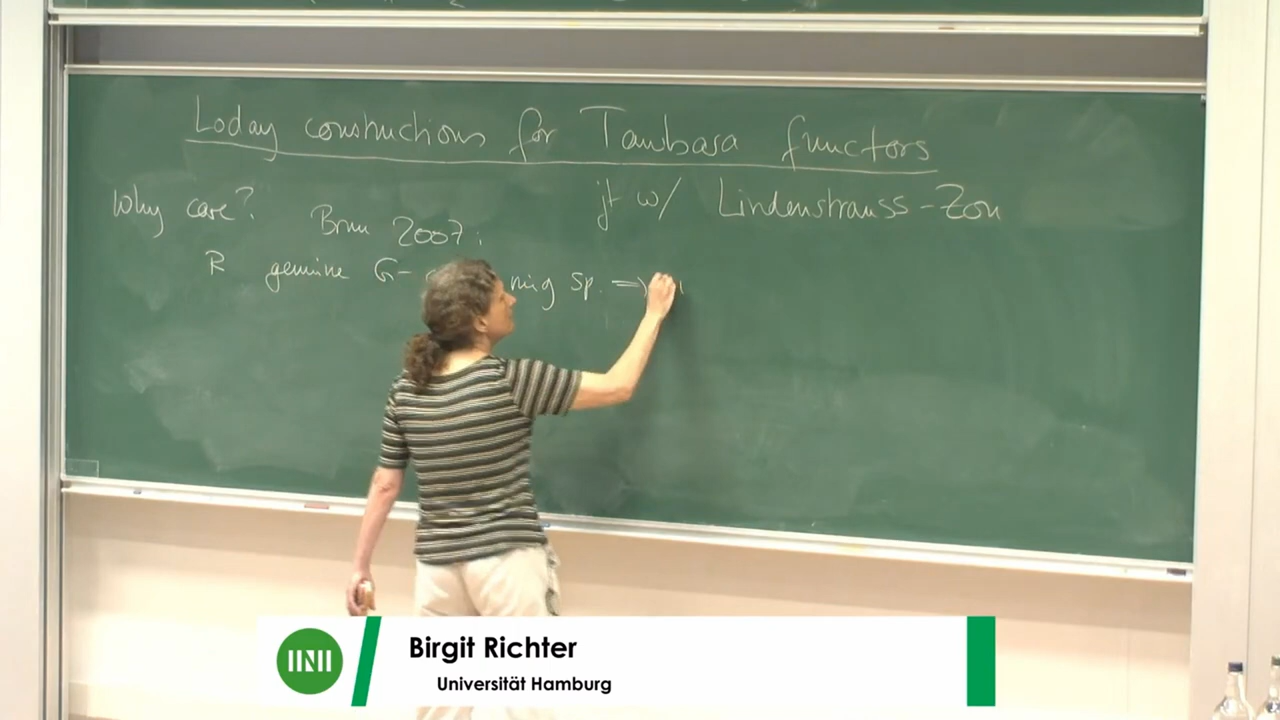 Loday constructions for Tambara functors
jt w/ Lindenstrauss-Zou
Why care? Brun 2007:
R genuine G- ring sp. =>
Birgit Richter
Universität Hamburg